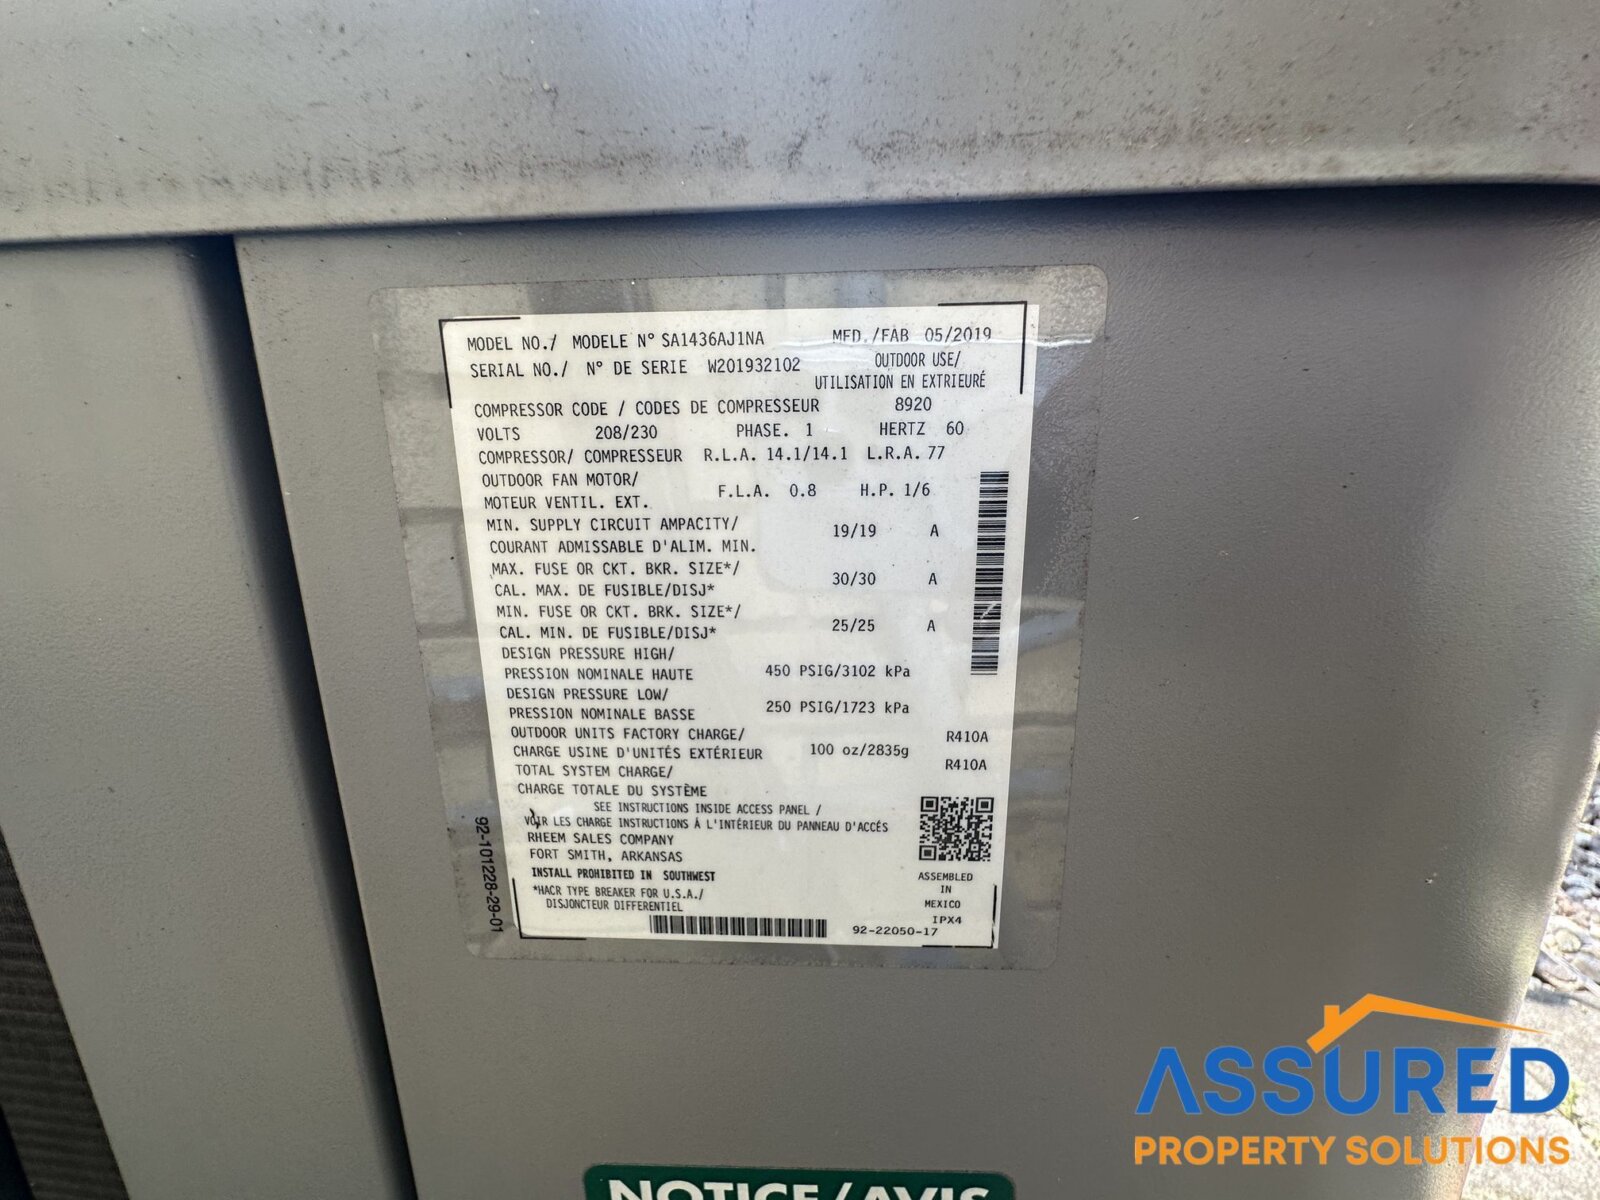 MODEL NO./ MODELE N° SA1436AJ1NA MFD./FAB 05/2019
SERIAL NO./ N° DE SERIE W201932102 OUTDOOR USE/
UTILISATION EN EXTRIEURÉ
COMPRESSOR CODE / CODES DE COMPRESSEUR 8920
VOLTS 208/230 PHASE. 1 HERTZ 60
COMPRESSOR/ COMPRESSEUR R.L.A. 14.1/14.1 L.R.A. 77
OUTDOOR FAN MOTOR/
MOTEUR VENTIL. EXT. F.L.A. 0.8 H.P. 1/6
MIN. SUPPLY CIRCUIT AMPACITY/
COURANT ADMISSABLE D'ALIM. MIN. 19/19 A
MAX. FUSE OR CKT. BKR. SIZE*/
CAL. MAX. DE FUSIBLE/DISJ* 30/30 A
MIN. FUSE OR CKT. BRK. SIZE*/
CAL. MIN. DE FUSIBLE/DISJ* 25/25 A
DESIGN PRESSURE HIGH/
PRESSION NOMINALE HAUTE 450 PSIG/3102 kPa
DESIGN PRESSURE LOW/
PRESSION NOMINALE BASSE 250 PSIG/1723 kPa
OUTDOOR UNITS FACTORY CHARGE/ R410A
CHARGE USINE D'UNITÉS EXTÉRIEUR 100 oz/2835g
TOTAL SYSTEM CHARGE/ R410A
CHARGE TOTALE DU SYSTÈME
SEE INSTRUCTIONS INSIDE ACCESS PANEL /
VOIR LES CHARGE INSTRUCTIONS À L'INTÉRIEUR DU PANNEAU D'ACCÉS
RHEEM SALES COMPANY
FORT SMITH, ARKANSAS
INSTALL PROHIBITED IN SOUTHWEST
*HACR TYPE BREAKER FOR U.S.A./
DISJONCTEUR DIFFERENTIEL
ASSEMBLED
IN
MEXICO
IPX4
92-22050-17
92-101228-29-01
NOTICE/AVIS
ASSURED
PROPERTY SOLUTIONS